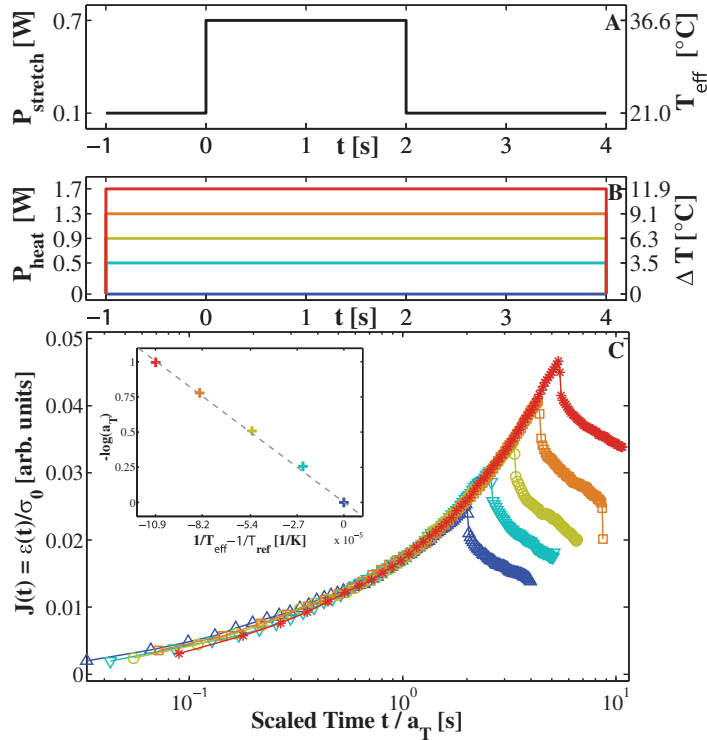 A
P_stretch [W]
0.7
0.1
T_eff [°C]
36.6
21.0
−1 0 1 2 3 4
t [s]
B
P_heat [W]
1.7
1.3
0.9
0.5
0
Δ T [°C]
11.9
9.1
6.3
3.5
0
−1 0 1 2 3 4
t [s]
C
J(t) = ε(t)/σ_0 [arb. units]
0.05
0.04
0.03
0.02
0.01
0
-log(a_T)
1
0.75
0.5
0.25
0
−10.9 −8.2 −5.4 −2.7 0
x 10^-5
1/T_eff−1/T_ref [1/K]
10^-1 10^0 10^1
Scaled Time t / a_T [s]